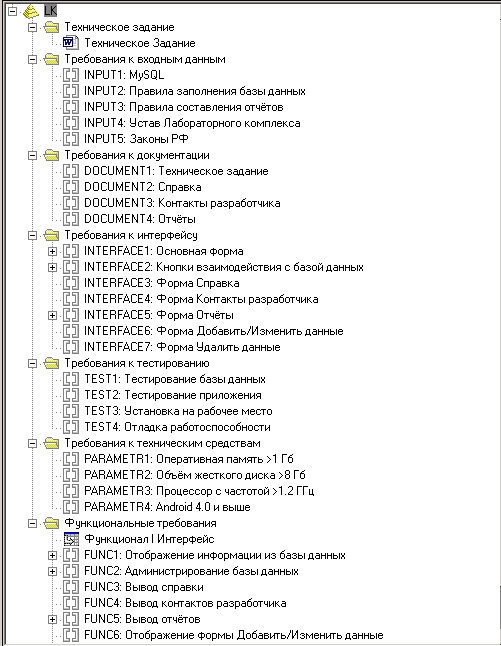 LK
Техническое задание
Техническое Задание
Требования к входным данным
INPUT1: MySQL
INPUT2: Правила заполнения базы данных
INPUT3: Правила составления отчётов
INPUT4: Устав Лабораторного комплекса
INPUT5: Законы РФ
Требования к документации
DOCUMENT1: Техническое задание
DOCUMENT2: Справка
DOCUMENT3: Контакты разработчика
DOCUMENT4: Отчёты
Требования к интерфейсу
INTERFACE1: Основная форма
INTERFACE2: Кнопки взаимодействия с базой данных
INTERFACE3: Форма Справка
INTERFACE4: Форма Контакты разработчика
INTERFACE5: Форма Отчёты
INTERFACE6: Форма Добавить/Изменить данные
INTERFACE7: Форма Удалить данные
Требования к тестированию
TEST1: Тестирование базы данных
TEST2: Тестирование приложения
TEST3: Установка на рабочее место
TEST4: Отладка работоспособности
Требования к техническим средствам
PARAMETR1: Оперативная память >1 Гб
PARAMETR2: Объём жесткого диска >8 Гб
PARAMETR3: Процессор с частотой >1.2 ГГц
PARAMETR4: Android 4.0 и выше
Функциональные требования
Функционал | Интерфейс
FUNC1: Отображение информации из базы данных
FUNC2: Администрирование базы данных
FUNC3: Вывод справки
FUNC4: Вывод контактов разработчика
FUNC5: Вывод отчётов
FUNC6: Отображение формы Добавить/Изменить данные